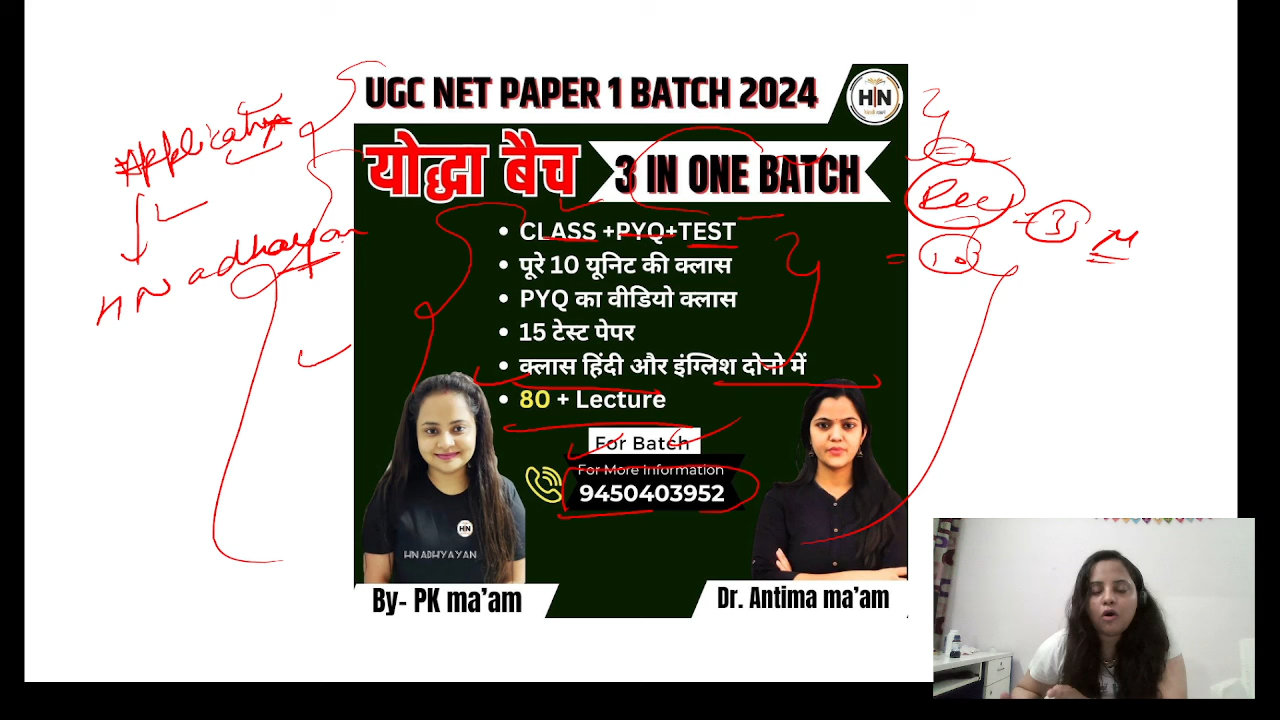 UGC NET PAPER 1 BATCH 2024
HN
योद्धा बैच
3 IN ONE BATCH
Application
HN adhayan
• CLASS +PYQ+TEST
• पूरे 10 यूनिट की क्लास
• PYQ का वीडियो क्लास
• 15 टेस्ट पेपर
• क्लास हिंदी और इंग्लिश दोनो में
• 80 + Lecture
For Batch
For More Information
9450403952
HN
HN ADHYAYAN
By- PK ma'am
Dr. Antima ma'am